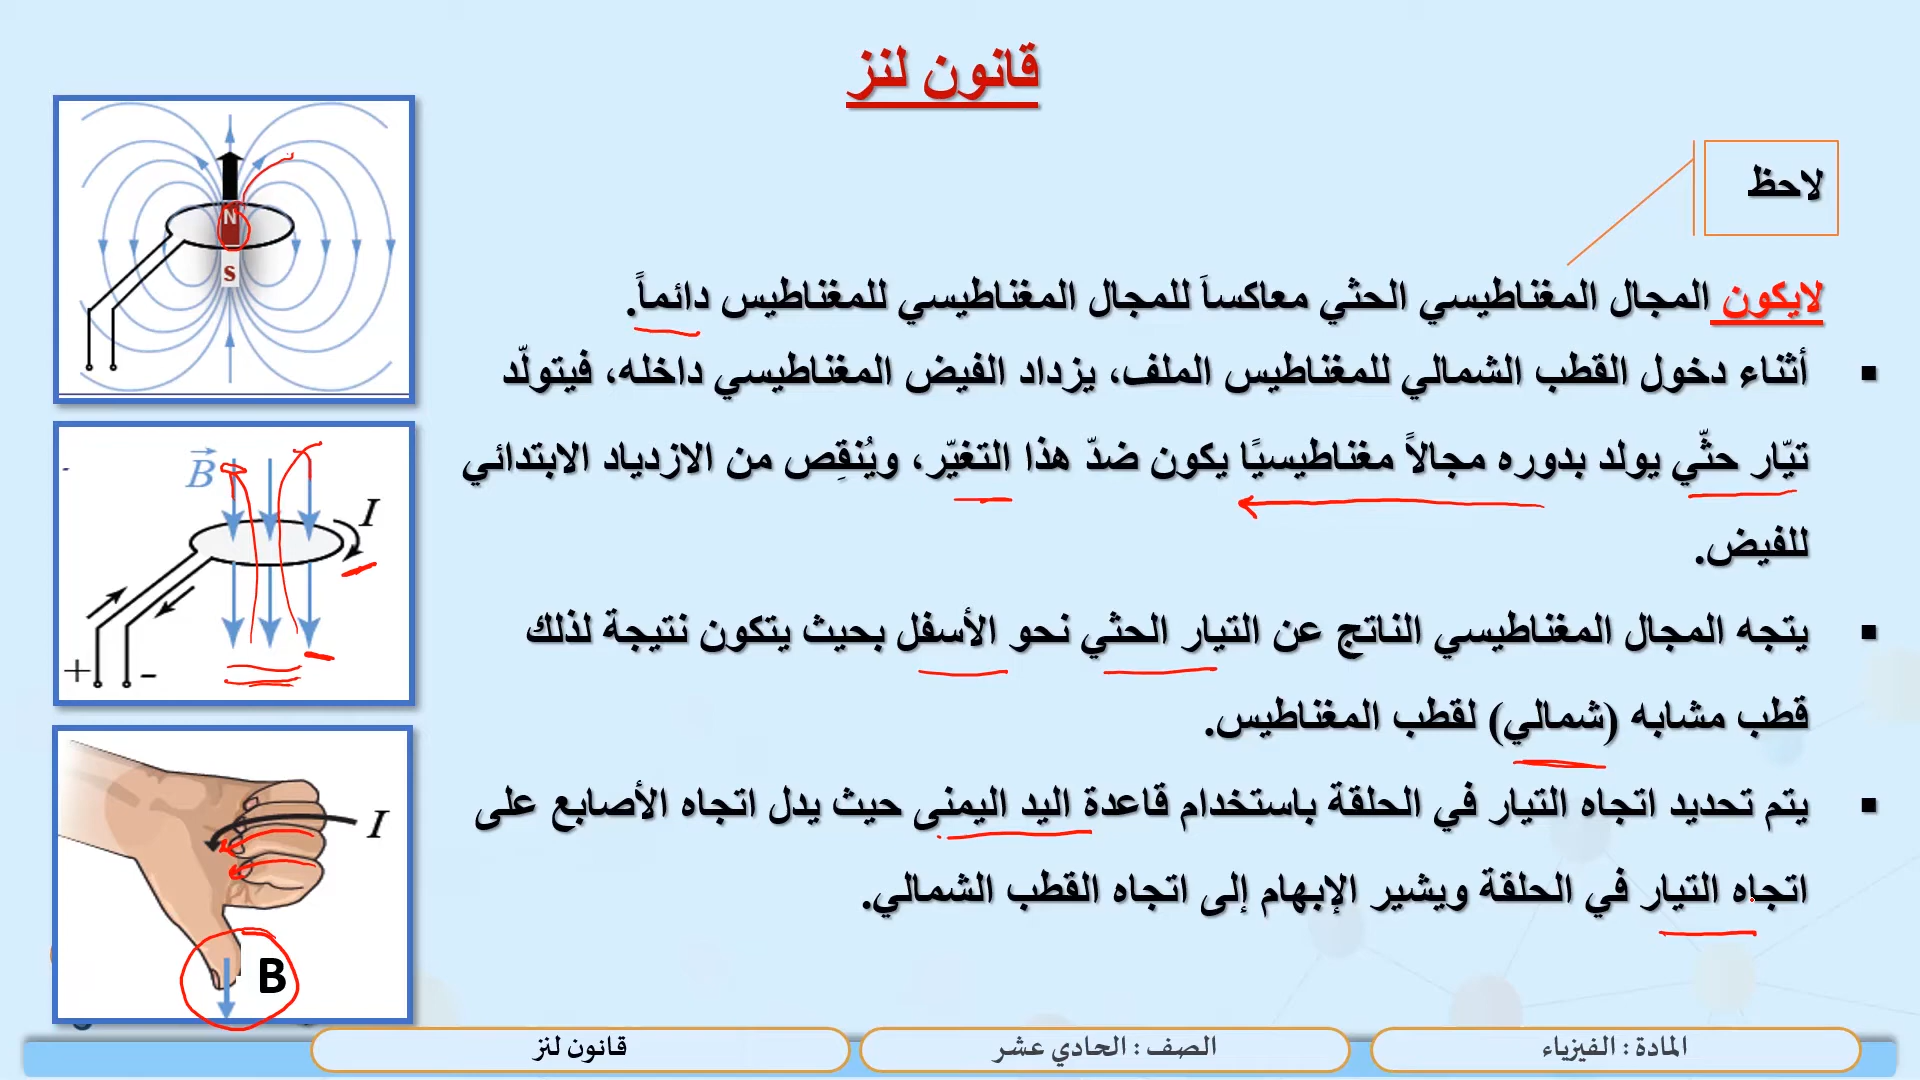 قانون لنز
لاحظ
لايكون المجال المغناطيسي الحثي معاكساَ للمجال المغناطيسي للمغناطيس دائماً.
▪ أثناء دخول القطب الشمالي للمغناطيس الملف، يزداد الفيض المغناطيسي داخله، فيتولّد
تيّار حثّي يولد بدوره مجالاً مغناطيسيًا يكون ضدّ هذا التغيّر، ويُنقِص من الازدياد الابتدائي
للفيض.
▪ يتجه المجال المغناطيسي الناتج عن التيار الحثي نحو الأسفل بحيث يتكون نتيجة لذلك
قطب مشابه (شمالي) لقطب المغناطيس.
▪ يتم تحديد اتجاه التيار في الحلقة باستخدام قاعدة اليد اليمنى حيث يدل اتجاه الأصابع على
اتجاه التيار في الحلقة ويشير الإبهام إلى اتجاه القطب الشمالي.
N
S
B
I
+ -
I
B
المادة : الفيزياء
الصف : الحادي عشر
قانون لنز